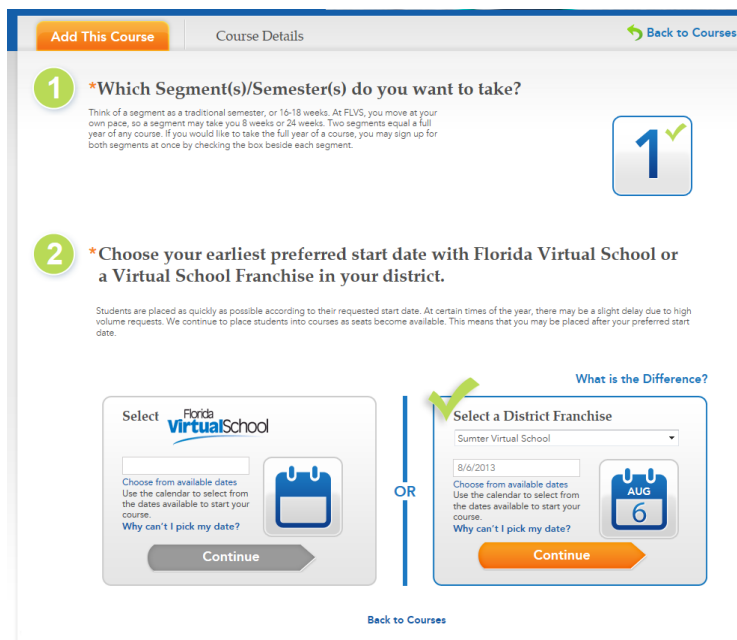 Add This Course
Course Details
Back to Courses
1
*Which Segment(s)/Semester(s) do you want to take?
Think of a segment as a traditional semester, or 16-18 weeks. At FLVS, you move at your
own pace, so a segment may take you 8 weeks or 24 weeks. Two segments equal a full
year of any course. If you would like to take the full year of a course, you may sign up for
both segments at once by checking the box beside each segment.
1
2
*Choose your earliest preferred start date with Florida Virtual School or
a Virtual School Franchise in your district.
Students are placed as quickly as possible according to their requested start date. At certain times of the year, there may be a slight delay due to high
volume requests. We continue to place students into courses as seats become available. This means that you may be placed after your preferred start
date.
What is the Difference?
Select Florida
VirtualSchool
Choose from available dates
Use the calendar to select from
the dates available to start your
course.
Why can't I pick my date?
Continue
OR
Select a District Franchise
Sumter Virtual School
8/6/2013
Choose from available dates
Use the calendar to select from
the dates available to start your
course.
Why can't I pick my date?
AUG
6
Continue
Back to Courses